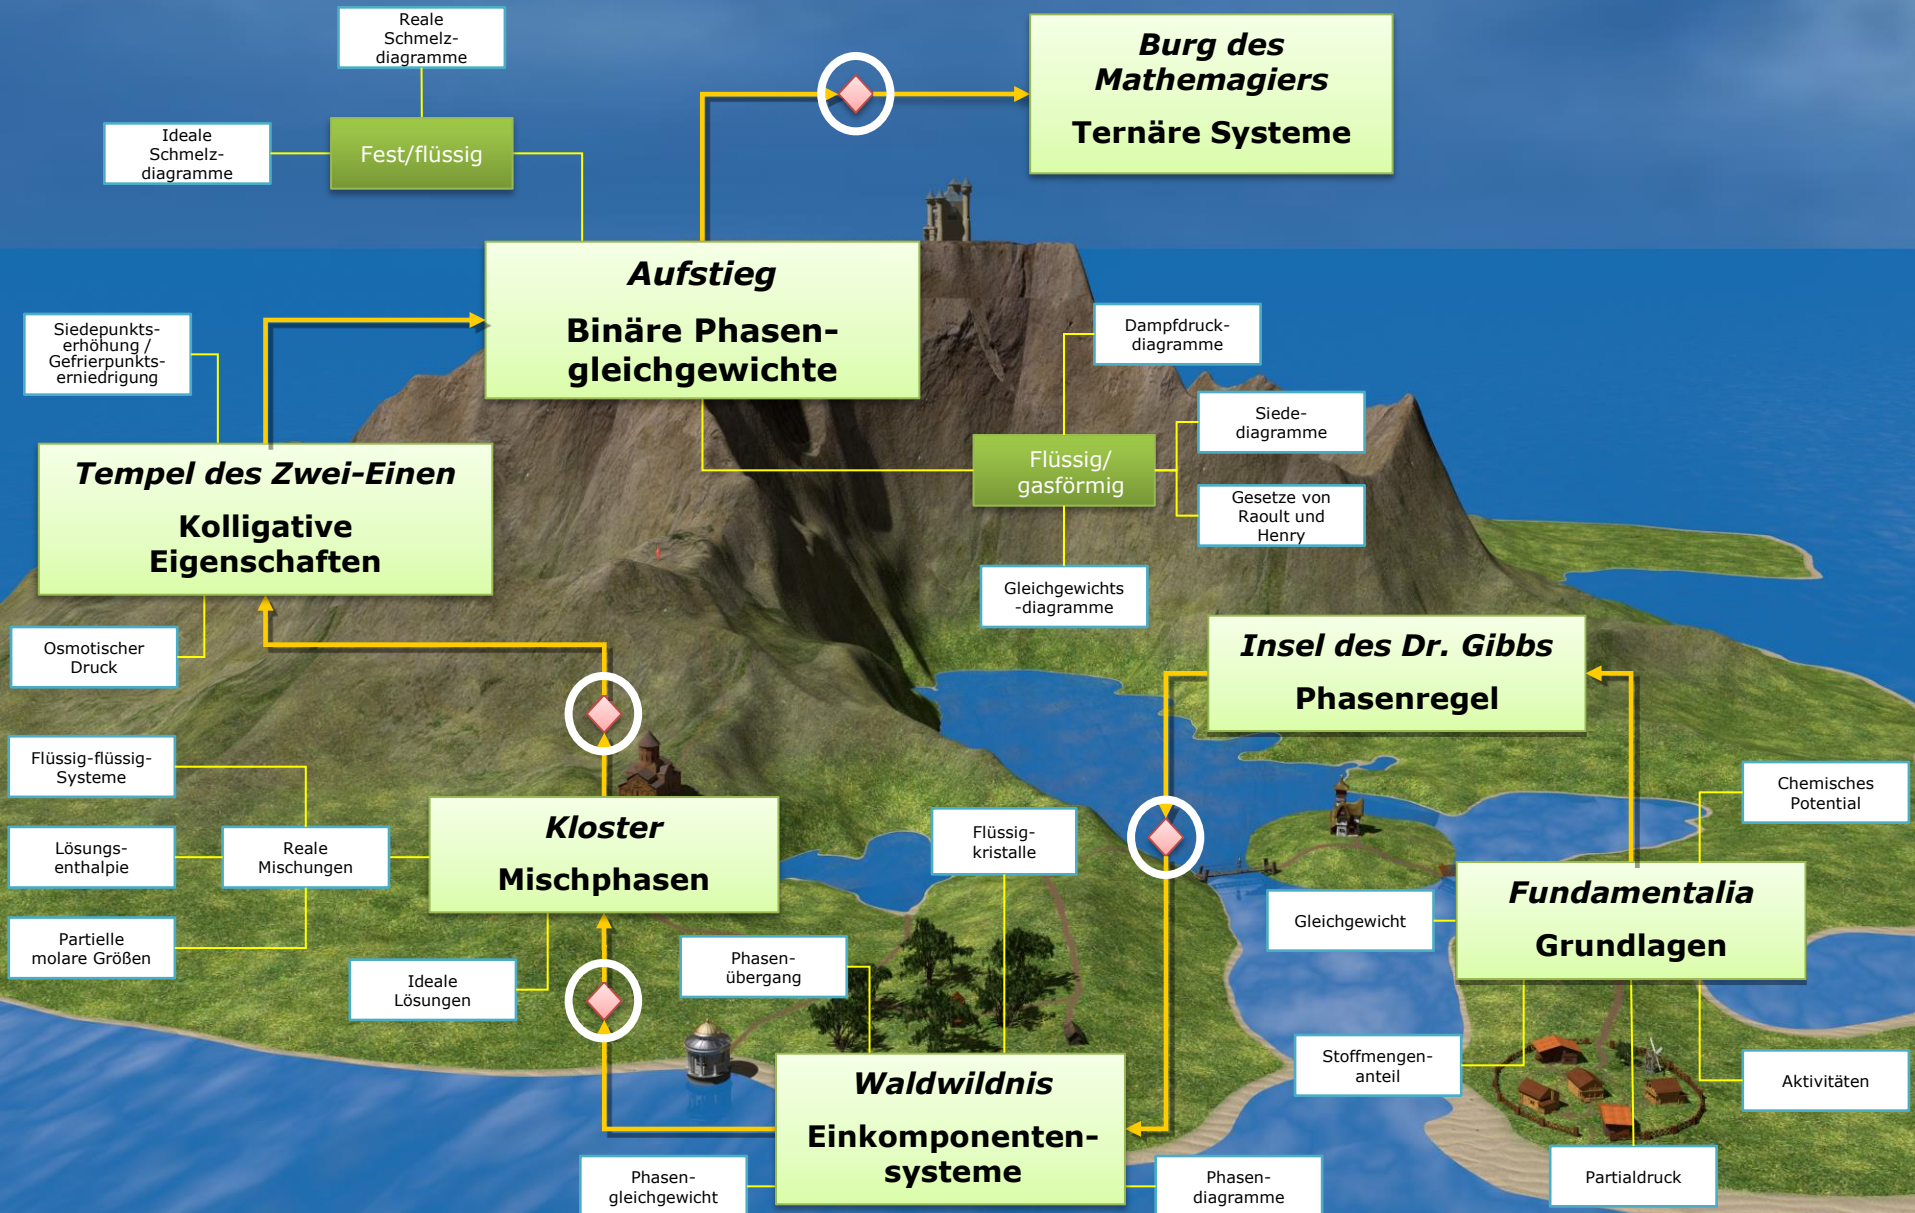 Reale
Schmelz-
diagramme
Burg des
Mathemagiers
Ternäre Systeme
Ideale
Schmelz-
diagramme
Fest/flüssig
Aufstieg
Binäre Phasen-
gleichgewichte
Siedepunkts-
erhöhung /
Gefrierpunkts-
erniedrigung
Dampfdruck-
diagramme
Siede-
diagramme
Flüssig/
gasförmig
Gesetze von
Raoult und
Henry
Gleichgewichts
-diagramme
Tempel des Zwei-Einen
Kolligative
Eigenschaften
Osmotischer
Druck
Insel des Dr. Gibbs
Phasenregel
Flüssig-flüssig-
Systeme
Lösungs-
enthalpie
Reale
Mischungen
Partielle
molare Größen
Kloster
Mischphasen
Ideale
Lösungen
Flüssig-
kristalle
Phasen-
übergang
Chemisches
Potential
Gleichgewicht
Fundamentalia
Grundlagen
Stoffmengen-
anteil
Aktivitäten
Partialdruck
Waldwildnis
Einkomponenten-
systeme
Phasen-
gleichgewicht
Phasen-
diagramme